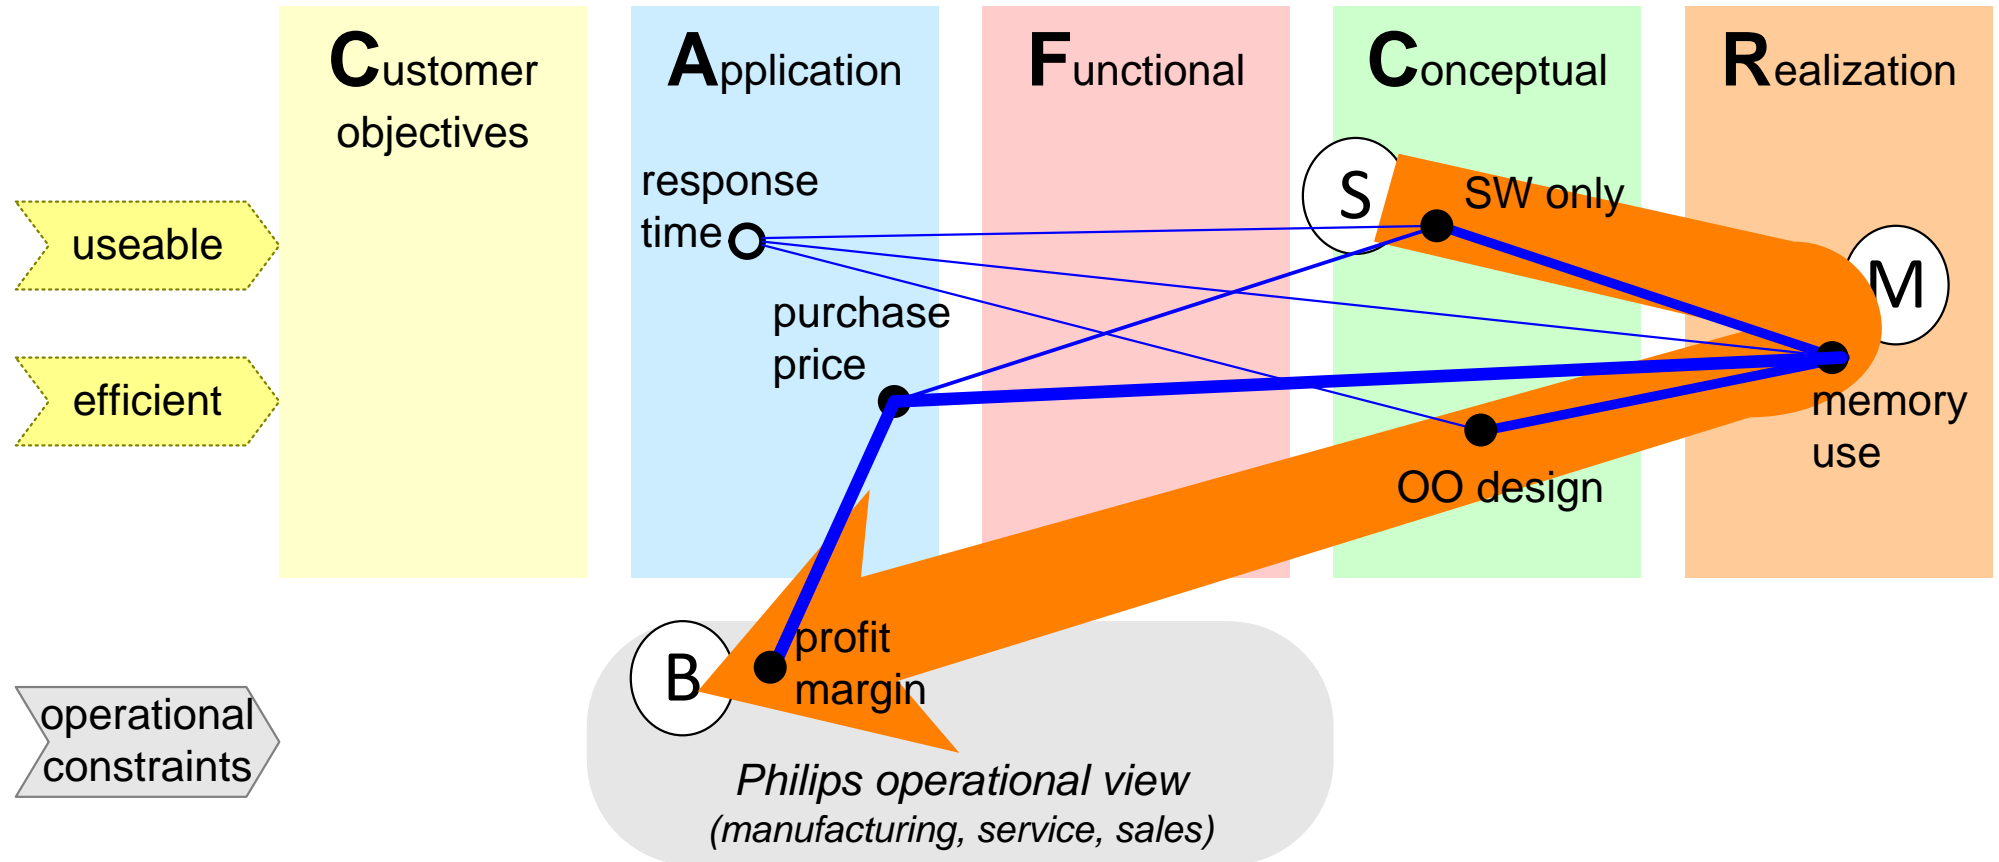 Customer
objectives
Application
Functional
Conceptual
Realization
response
time
S
SW only
useable
M
purchase
price
efficient
memory
use
OO design
B
profit
margin
operational
constraints
Philips operational view
(manufacturing, service, sales)